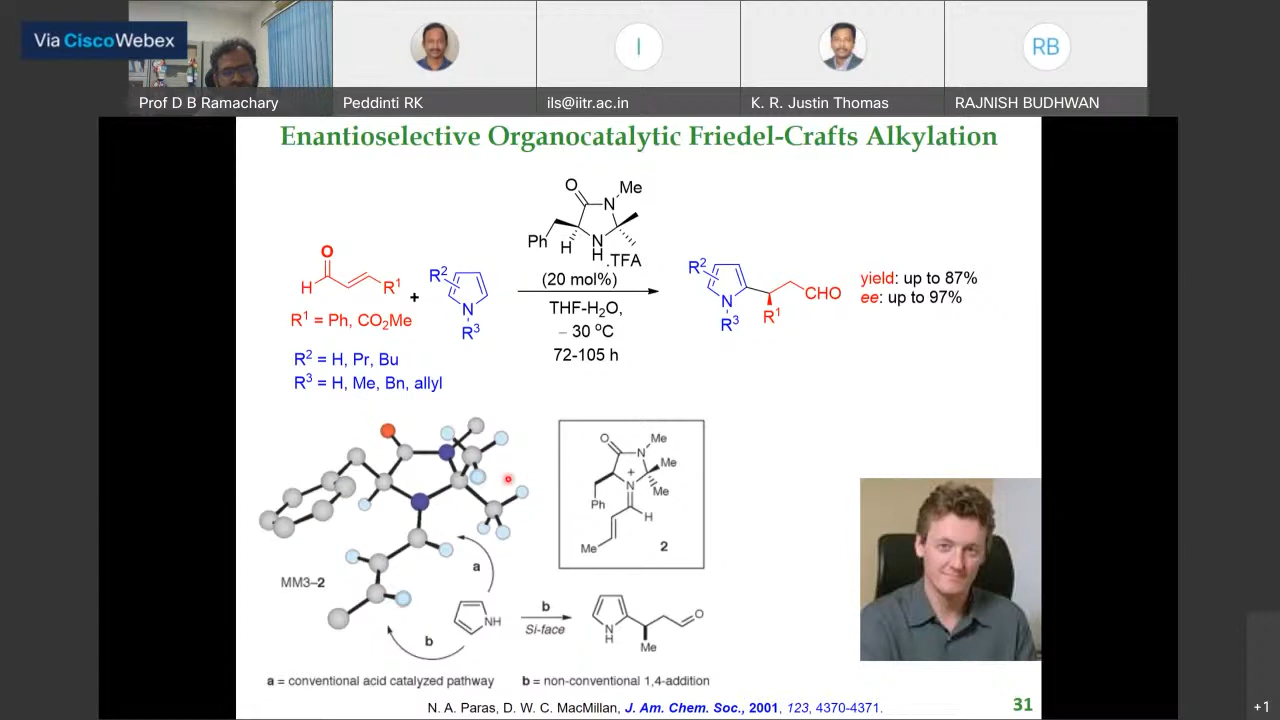 Via CiscoWebex
I
RB
Prof D B Ramachary
Peddinti RK
ils@iitr.ac.in
K. R. Justin Thomas
RAJNISH BUDHWAN
Enantioselective Organocatalytic Friedel-Crafts Alkylation
O
Me
N
Ph
H
N
H
.TFA
(20 mol%)
THF-H₂O,
– 30 °C
72-105 h
O
H
R¹
+
R²
N
R³
R¹ = Ph, CO₂Me
R² = H, Pr, Bu
R³ = H, Me, Bn, allyl
R²
N
R³
R¹
CHO
yield: up to 87%
ee: up to 97%
O
Me
N
Me
+
N
Me
Ph
H
Me
2
MM3–2
a
b
NH
b
Si-face
N
H
Me
O
a = conventional acid catalyzed pathway
b = non-conventional 1,4-addition
N. A. Paras, D. W. C. MacMillan, J. Am. Chem. Soc., 2001, 123, 4370-4371.
31
+1